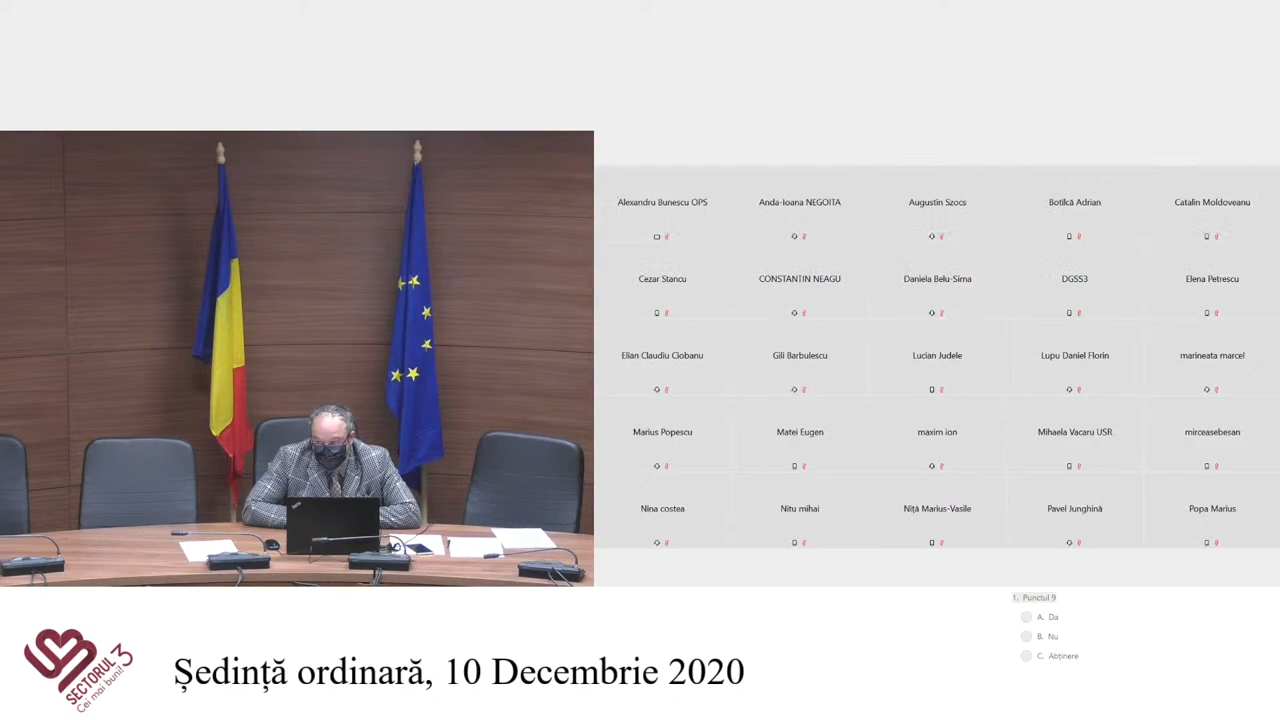 Alexandru Bunescu OPS
Anda-Ioana NEGOITA
Augustin Szocs
Botilcă Adrian
Catalin Moldoveanu
Cezar Stancu
CONSTANTIN NEAGU
Daniela Belu-Sima
DGSS3
Elena Petrescu
Elian Claudiu Ciobanu
Gili Barbulescu
Lucian Judele
Lupu Daniel Florin
marineata marcel
Marius Popescu
Matei Eugen
maxim ion
Mihaela Vacaru USR
mirceasebesan
Nina costea
Nitu mihai
Niță Marius-Vasile
Pavel Junghină
Popa Marius
1. Punctul 9
A. Da
B. Nu
C. Abținere
SECTORUL 3
Cei mai buni!
Ședință ordinară, 10 Decembrie 2020